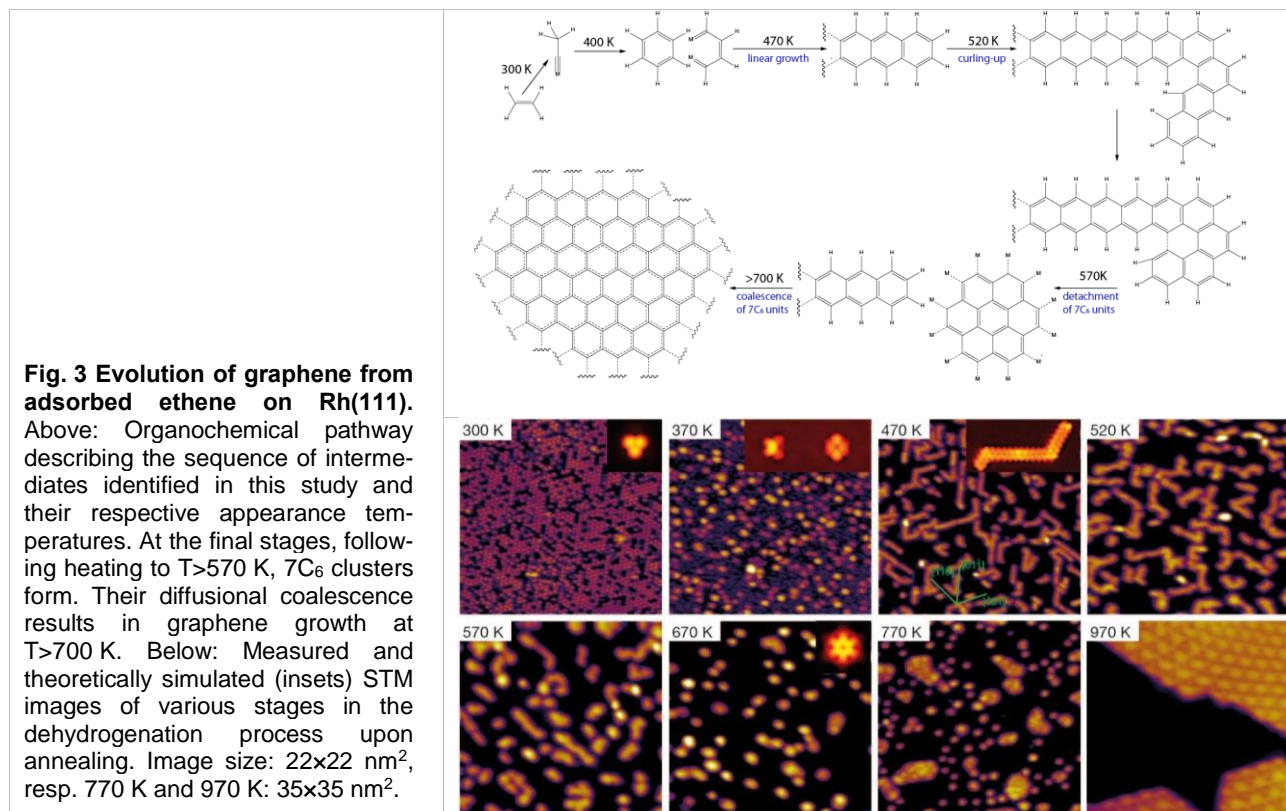 Fig. 3 Evolution of graphene from
adsorbed ethene on Rh(111).
Above: Organochemical pathway
describing the sequence of interme-
diates identified in this study and
their respective appearance tem-
peratures. At the final stages, follow-
ing heating to T>570 K, 7C₆ clusters
form. Their diffusional coalescence
results in graphene growth at
T>700 K. Below: Measured and
theoretically simulated (insets) STM
images of various stages in the
dehydrogenation process upon
annealing. Image size: 22×22 nm²,
resp. 770 K and 970 K: 35×35 nm².
300 K
400 K
470 K
linear growth
520 K
curling-up
570K
detachment
of 7C₆ units
>700 K
coalescence
of 7C₆ units
300 K
370 K
470 K
520 K
570 K
670 K
770 K
970 K